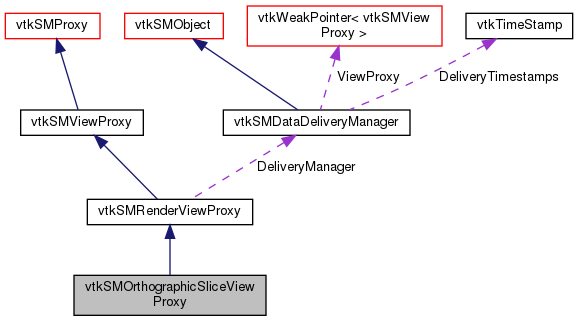 vtkSMProxy
vtkSMObject
vtkWeakPointer< vtkSMView
Proxy >
vtkTimeStamp
ViewProxy
DeliveryTimestamps
vtkSMViewProxy
vtkSMDataDeliveryManager
DeliveryManager
vtkSMRenderViewProxy
vtkSMOrthographicSliceView
Proxy